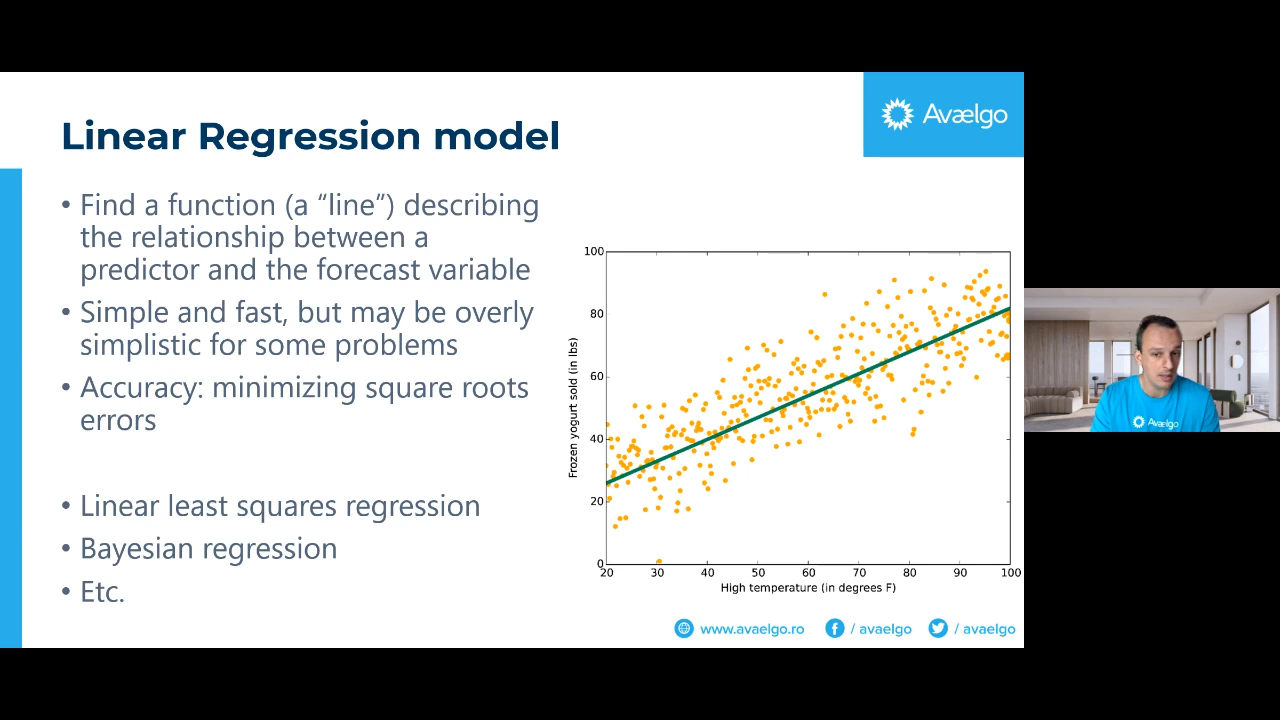 Avælgo
Linear Regression model
• Find a function (a “line”) describing
the relationship between a
predictor and the forecast variable
• Simple and fast, but may be overly
simplistic for some problems
• Accuracy: minimizing square roots
errors
• Linear least squares regression
• Bayesian regression
• Etc.
Frozen yogurt sold (in lbs)
100
80
60
40
20
0
20 30 40 50 60 70 80 90 100
High temperature (in degrees F)
www.avaelgo.ro / avaelgo / avaelgo
Avælgo